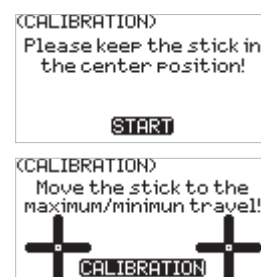 (CALIBRATION)
Please keep the stick in
the center position!
START
(CALIBRATION)
Move the stick to the
maximum/minimun travel!
CALIBRATION